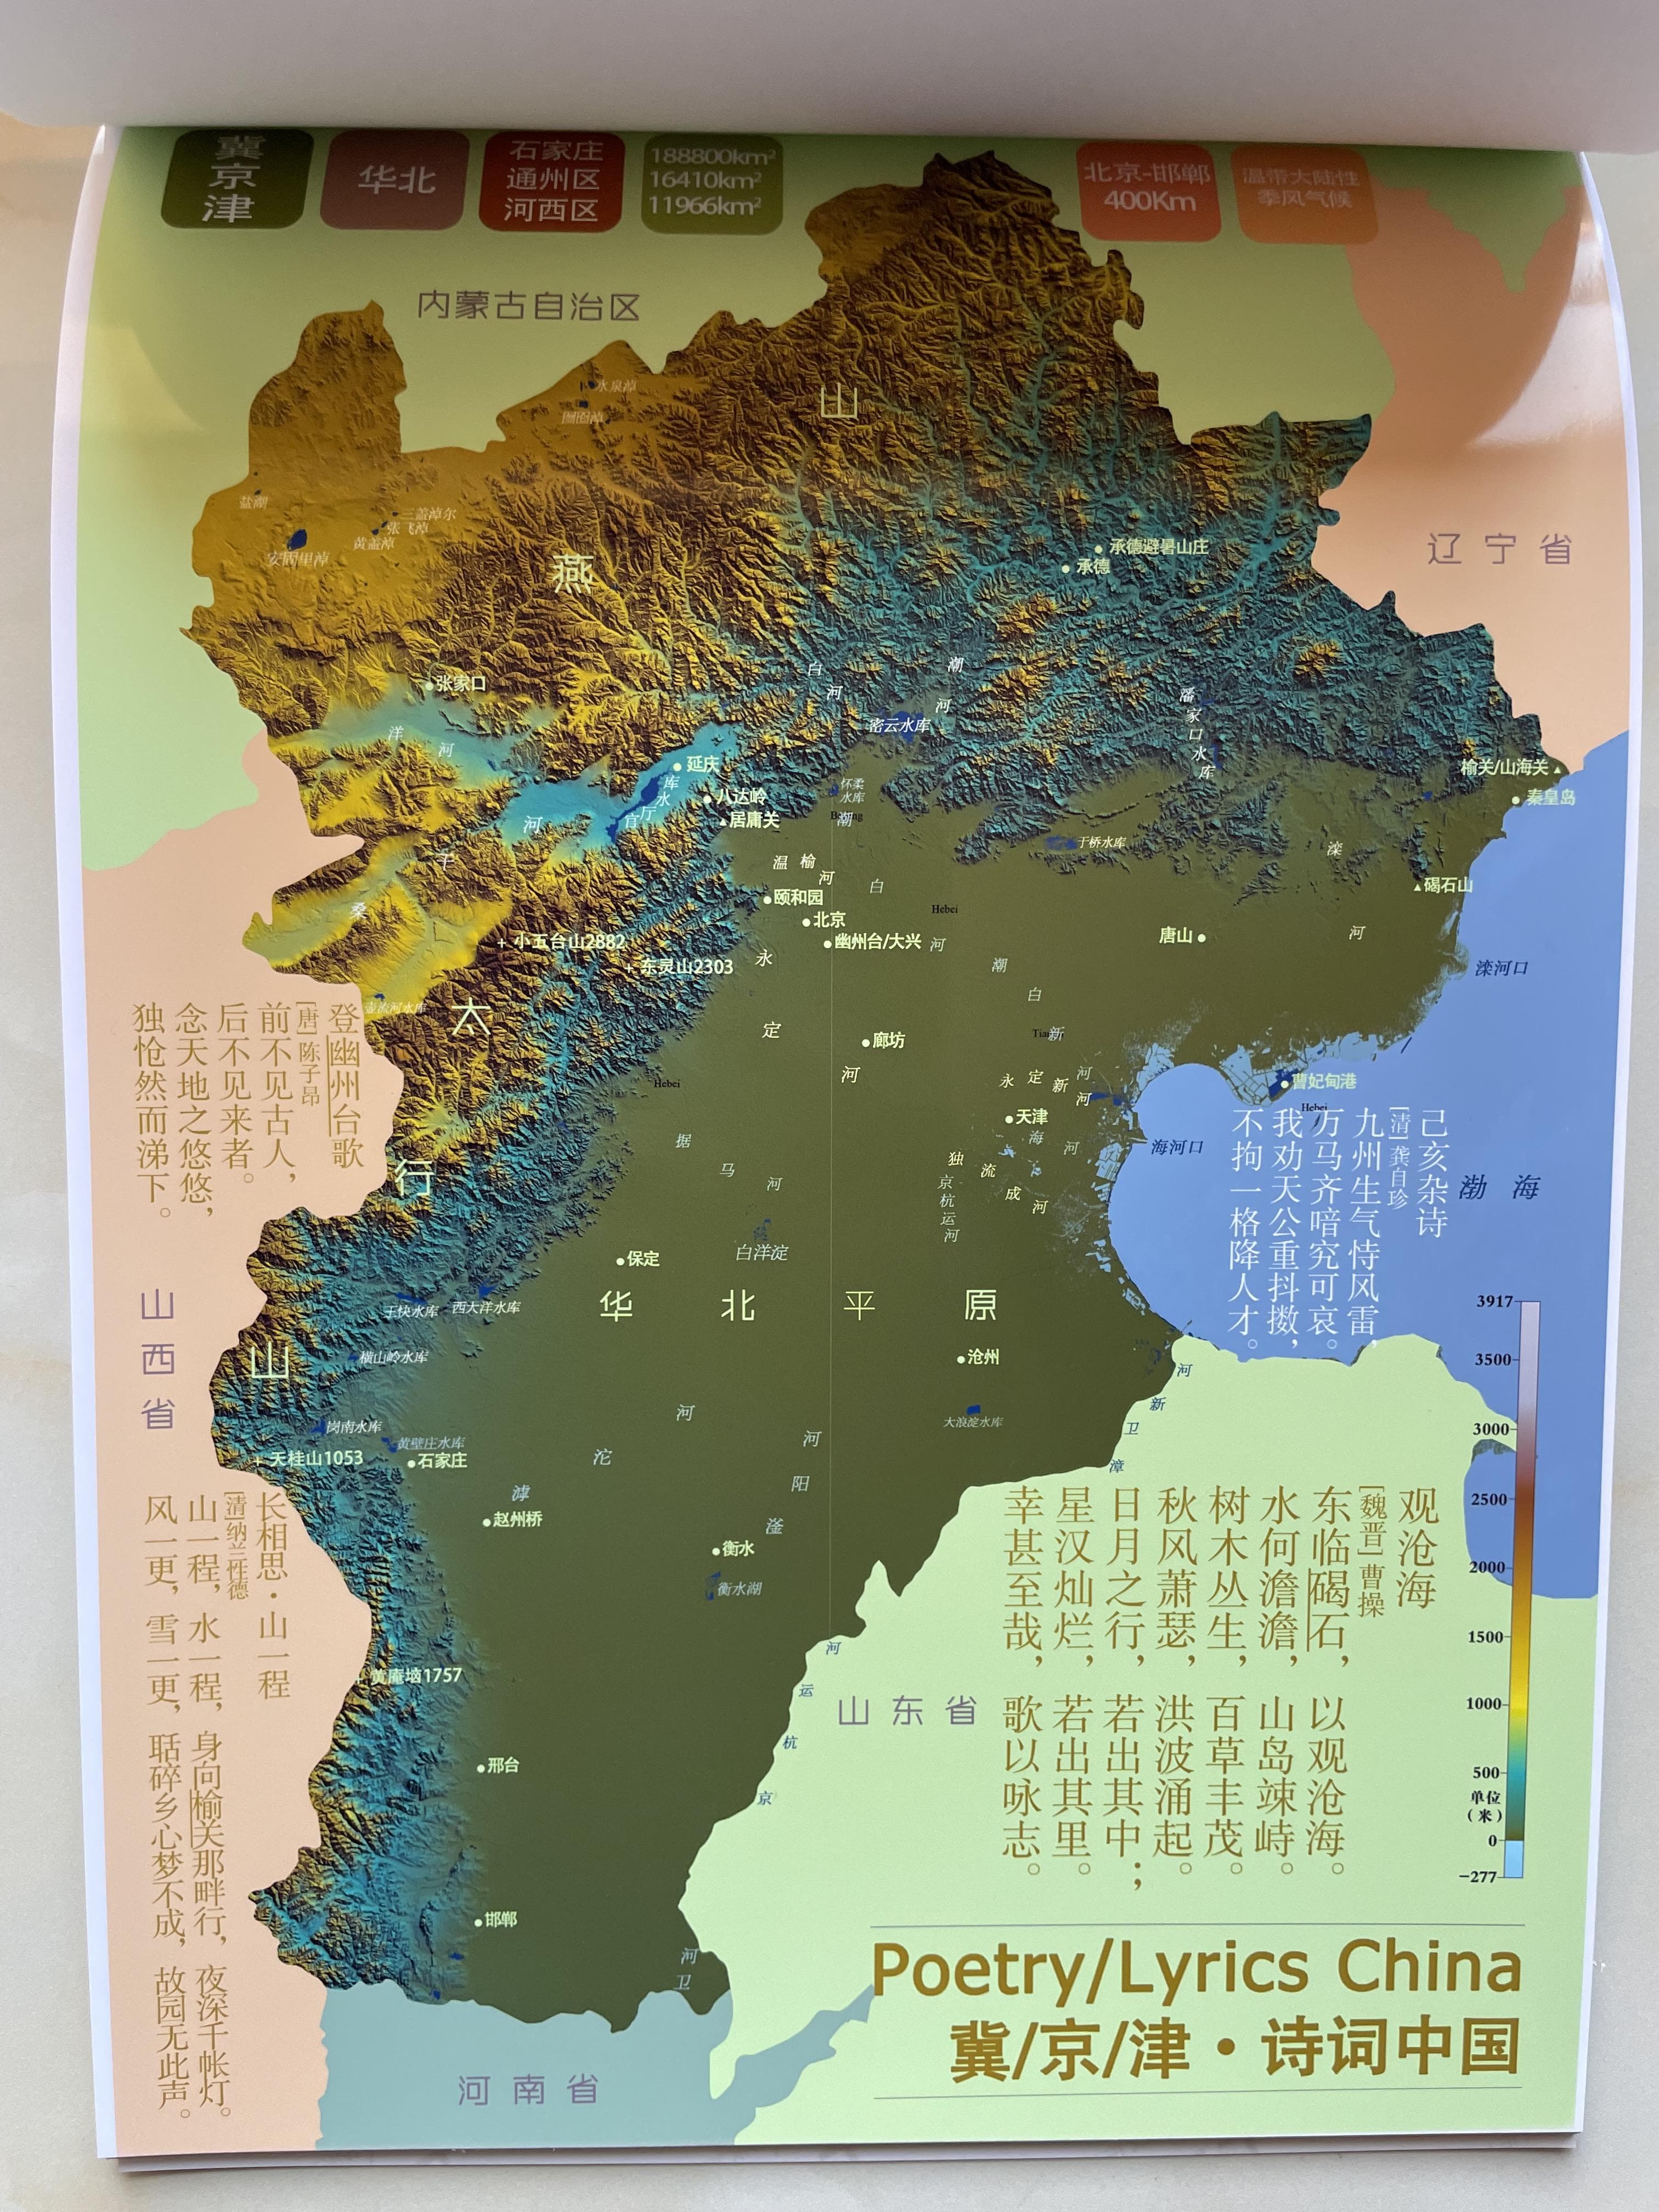 冀
京
津
华北
石家庄
通州区
河西区
188800km²
16410km²
11966km²
北京-邯郸
400Km
温带大陆性
季风气候
内蒙古自治区
水泉淖
囫囵淖
山
盐湖
三盖淖尔
张飞淖
黄盖淖
安固里淖
燕
承德避暑山庄
承德
辽宁省
张家口
洋河
白河
潮河
密云水库
潘家口水库
延庆
官厅水库
八达岭
居庸关
怀柔
水库
榆关/山海关
秦皇岛
于桥水库
滦河
碣石山
桑干河
温榆河
潮白河
颐和园
北京
Hebei
幽州台/大兴
唐山
小五台山2882
东灵山2303
滦河口
永定河
潮白新河
壶流河水库
太
行
山
廊坊
Hebei
永定新河
曹妃甸港
Hebei
天津
海河
海河口
渤海
独流减河
京杭运河
据马河
白洋淀
保定
王快水库
西大洋水库
华北平原
横山岭水库
沧州
大浪淀水库
岗南水库
黄壁庄水库
天桂山1053
石家庄
滹沱河
滏阳河
漳卫新河
赵州桥
衡水
衡水湖
黄庵垴1757
邢台
邯郸
京杭运河
卫河
山西省
山东省
河南省
登幽州台歌
[唐]陈子昂
前不见古人，
后不见来者。
念天地之悠悠，
独怆然而涕下。
己亥杂诗
[清]龚自珍
九州生气恃风雷，
万马齐喑究可哀。
我劝天公重抖擞，
不拘一格降人才。
长相思·山一程
[清]纳兰性德
山一程，水一程，身向榆关那畔行，夜深千帐灯。
风一更，雪一更，聒碎乡心梦不成，故园无此声。
观沧海
[魏晋]曹操
东临碣石，以观沧海。
水何澹澹，山岛竦峙。
树木丛生，百草丰茂。
秋风萧瑟，洪波涌起。
日月之行，若出其中；
星汉灿烂，若出其里。
幸甚至哉，歌以咏志。
3917
3500
3000
2500
2000
1500
1000
500
单位
（米）
0
-277
Poetry/Lyrics China
冀/京/津·诗词中国